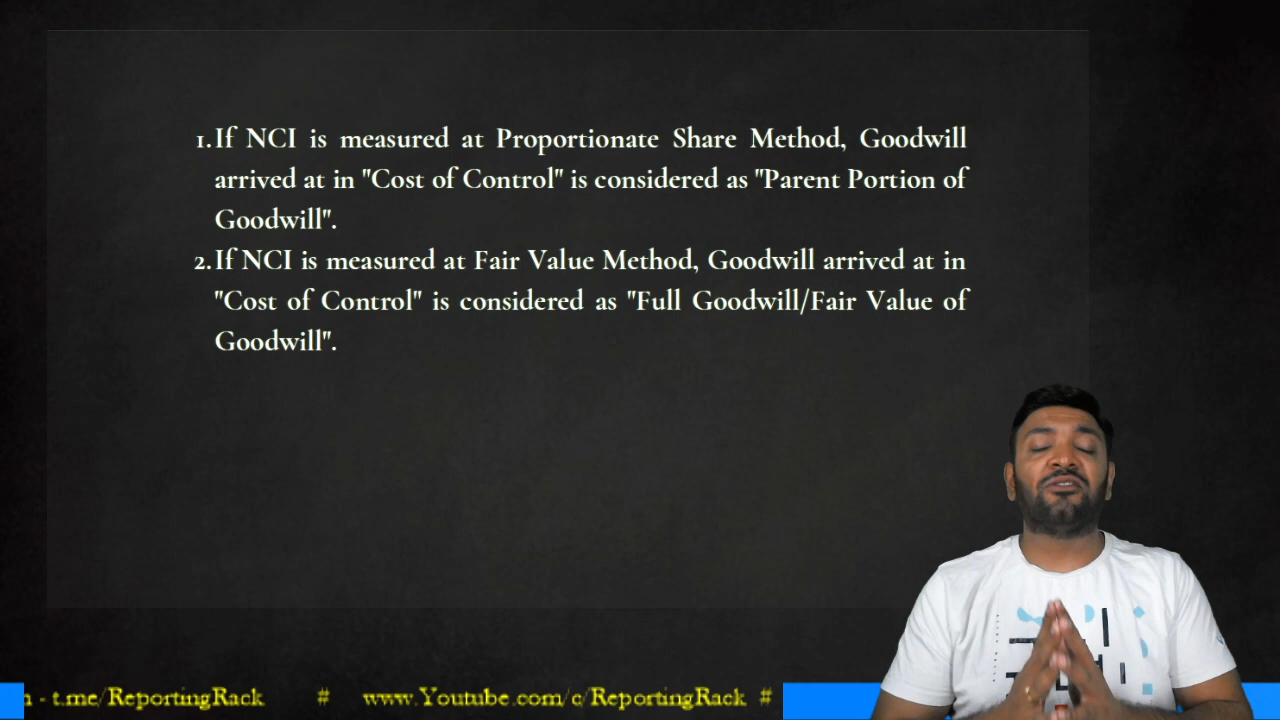 1. If NCI is measured at Proportionate Share Method, Goodwill
arrived at in "Cost of Control" is considered as "Parent Portion of
Goodwill".
2. If NCI is measured at Fair Value Method, Goodwill arrived at in
"Cost of Control" is considered as "Full Goodwill/Fair Value of
Goodwill".
- t.me/ReportingRack # www.Youtube.com/c/ReportingRack #